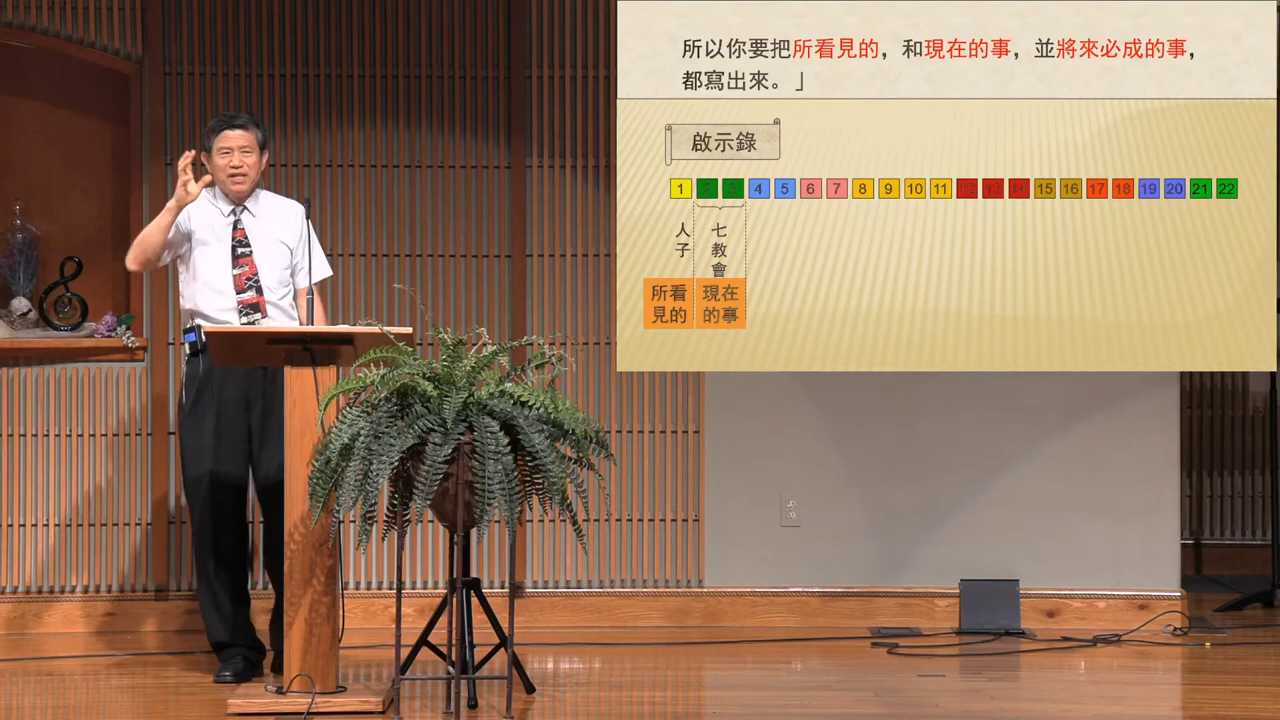 所以你要把所看見的，和現在的事，並將來必成的事，
都寫出來。」
啟示錄
1 2 3 4 5 6 7 8 9 10 11 12 13 14 15 16 17 18 19 20 21 22
人子
七教會
所看見的
現在的事